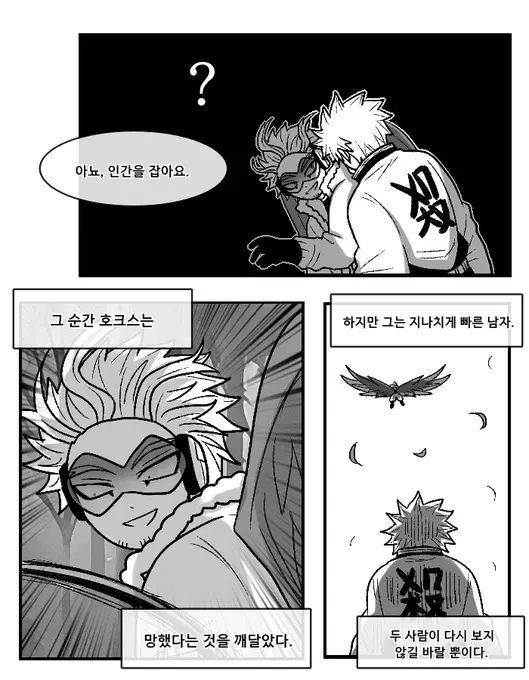 ?
아뇨, 인간을 잡아요.
殺
그 순간 호크스는
망했다는 것을 깨달았다.
하지만 그는 지나치게 빠른 남자.
殺
두 사람이 다시 보지
않길 바랄 뿐이다.